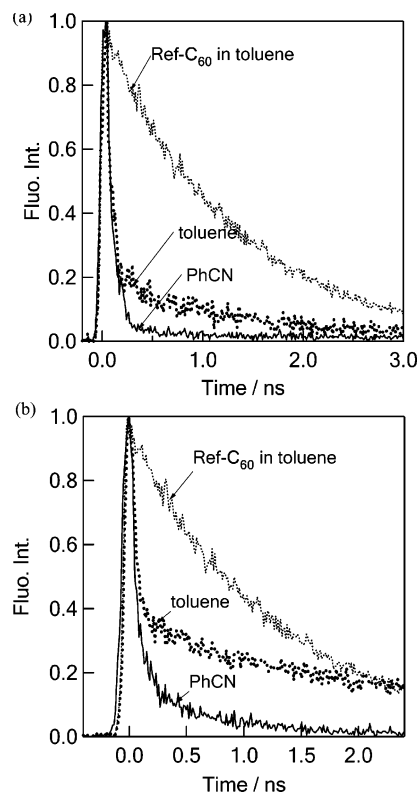 (a)
1.0
0.8
0.6
0.4
0.2
0.0
Fluo. Int.
Ref-C60 in toluene
toluene
PhCN
0.0 1.0 2.0 3.0
Time / ns
(b)
1.0
0.8
0.6
0.4
0.2
0.0
Fluo. Int.
Ref-C60 in toluene
toluene
PhCN
0.0 0.5 1.0 1.5 2.0
Time / ns